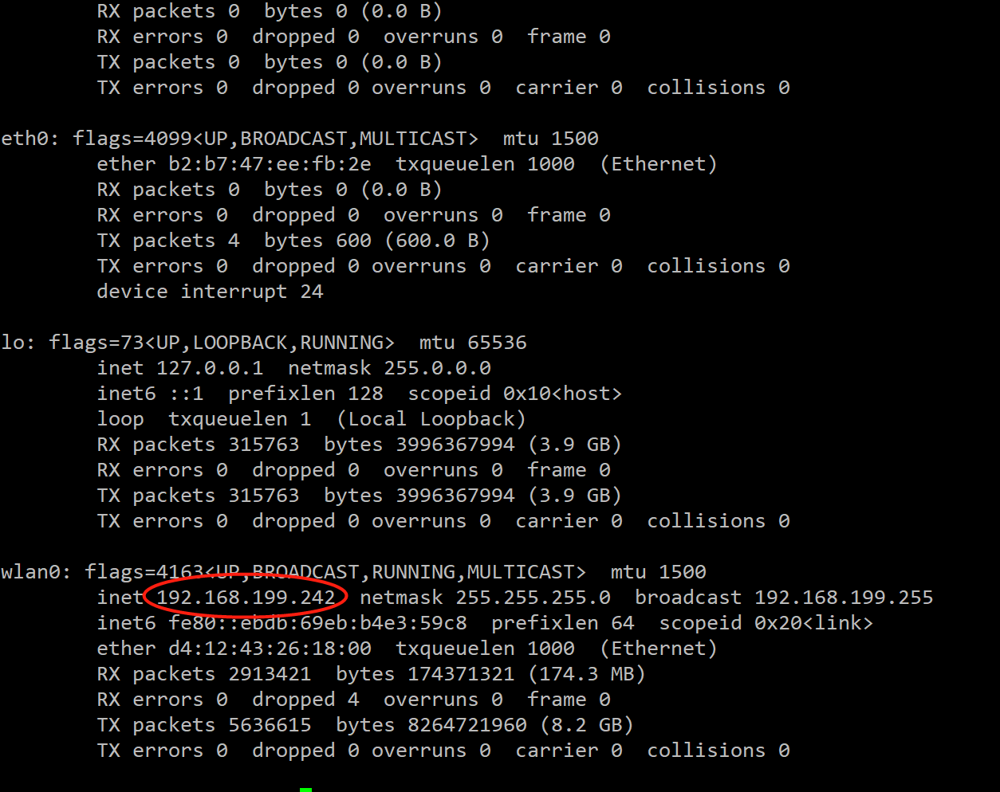 RX packets 0  bytes 0 (0.0 B)
RX errors 0  dropped 0  overruns 0  frame 0
TX packets 0  bytes 0 (0.0 B)
TX errors 0  dropped 0 overruns 0  carrier 0  collisions 0
eth0: flags=4099<UP,BROADCAST,MULTICAST>  mtu 1500
ether b2:b7:47:ee:fb:2e  txqueuelen 1000  (Ethernet)
RX packets 0  bytes 0 (0.0 B)
RX errors 0  dropped 0  overruns 0  frame 0
TX packets 4  bytes 600 (600.0 B)
TX errors 0  dropped 0 overruns 0  carrier 0  collisions 0
device interrupt 24
lo: flags=73<UP,LOOPBACK,RUNNING>  mtu 65536
inet 127.0.0.1  netmask 255.0.0.0
inet6 ::1  prefixlen 128  scopeid 0x10<host>
loop  txqueuelen 1  (Local Loopback)
RX packets 315763  bytes 3996367994 (3.9 GB)
RX errors 0  dropped 0  overruns 0  frame 0
TX packets 315763  bytes 3996367994 (3.9 GB)
TX errors 0  dropped 0 overruns 0  carrier 0  collisions 0
wlan0: flags=4163<UP,BROADCAST,RUNNING,MULTICAST>  mtu 1500
inet 192.168.199.242  netmask 255.255.255.0  broadcast 192.168.199.255
inet6 fe80::ebdb:69eb:b4e3:59c8  prefixlen 64  scopeid 0x20<link>
ether d4:12:43:26:18:00  txqueuelen 1000  (Ethernet)
RX packets 2913421  bytes 174371321 (174.3 MB)
RX errors 0  dropped 4  overruns 0  frame 0
TX packets 5636615  bytes 8264721960 (8.2 GB)
TX errors 0  dropped 0 overruns 0  carrier 0  collisions 0